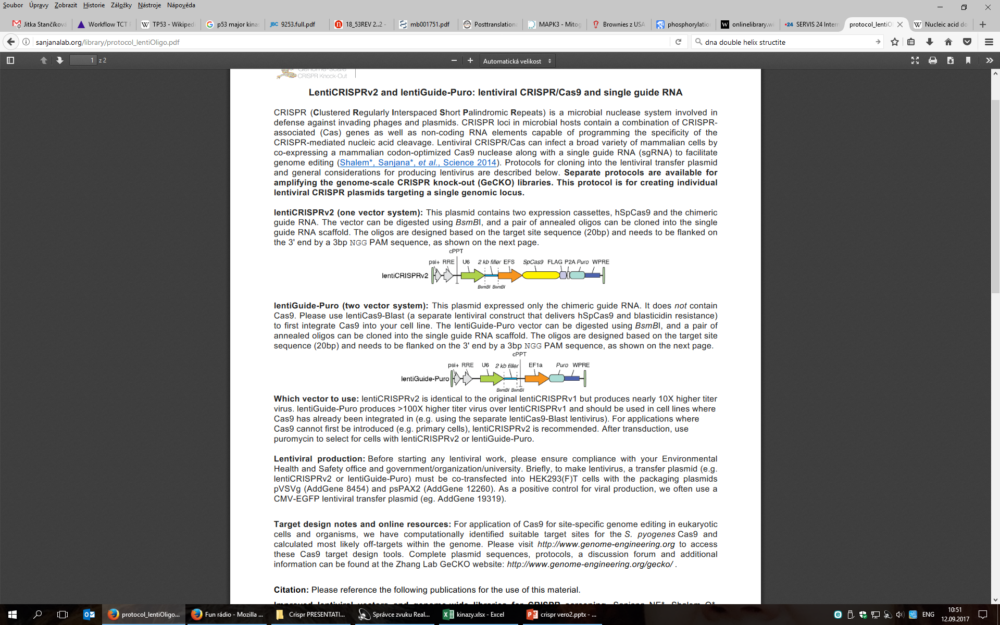 Soubor Úpravy Zobrazit Historie Záložky Nástroje Nápověda
Jitka Stančíková Workflow TCT TP53 - Wikiped p53 major kinas 9253.full.pdf 18_53REV 2..2 - mb001751.pdf Posttranslationa MAPK3 - Mitog Brownies z USA phosphorylatio onlinelibrary.wi SERVIS 24 Intern protocol_lentiOl Nucleic acid do
sanjanalab.org/library/protocol_lentiOligo.pdf
dna double helix structite
1 z 2
Automatická velikost
Genome-scale
CRISPR Knock-Out
LentiCRISPRv2 and lentiGuide-Puro: lentiviral CRISPR/Cas9 and single guide RNA
CRISPR (Clustered Regularly Interspaced Short Palindromic Repeats) is a microbial nuclease system involved in
defense against invading phages and plasmids. CRISPR loci in microbial hosts contain a combination of CRISPR-
associated (Cas) genes as well as non-coding RNA elements capable of programming the specificity of the
CRISPR-mediated nucleic acid cleavage. Lentiviral CRISPR/Cas can infect a broad variety of mammalian cells by
co-expressing a mammalian codon-optimized Cas9 nuclease along with a single guide RNA (sgRNA) to facilitate
genome editing (Shalem*, Sanjana*, et al., Science 2014). Protocols for cloning into the lentiviral transfer plasmid
and general considerations for producing lentivirus are described below. Separate protocols are available for
amplifying the genome-scale CRISPR knock-out (GeCKO) libraries. This protocol is for creating individual
lentiviral CRISPR plasmids targeting a single genomic locus.
lentiCRISPRv2 (one vector system): This plasmid contains two expression cassettes, hSpCas9 and the chimeric
guide RNA. The vector can be digested using BsmBI, and a pair of annealed oligos can be cloned into the single
guide RNA scaffold. The oligos are designed based on the target site sequence (20bp) and needs to be flanked on
the 3' end by a 3bp NGG PAM sequence, as shown on the next page.
cPPT
psi+ RRE U6 2 kb filler EFS SpCas9 FLAG P2A Puro WPRE
lentiCRISPRv2
BsmBI BsmBI
lentiGuide-Puro (two vector system): This plasmid expressed only the chimeric guide RNA. It does not contain
Cas9. Please use lentiCas9-Blast (a separate lentiviral construct that delivers hSpCas9 and blasticidin resistance)
to first integrate Cas9 into your cell line. The lentiGuide-Puro vector can be digested using BsmBI, and a pair of
annealed oligos can be cloned into the single guide RNA scaffold. The oligos are designed based on the target site
sequence (20bp) and needs to be flanked on the 3' end by a 3bp NGG PAM sequence, as shown on the next page.
cPPT
psi+ RRE U6 2 kb filler EF1a Puro WPRE
lentiGuide-Puro
BsmBI BsmBI
Which vector to use: lentiCRISPRv2 is identical to the original lentiCRISPRv1 but produces nearly 10X higher titer
virus. lentiGuide-Puro produces >100X higher titer virus over lentiCRISPRv1 and should be used in cell lines where
Cas9 has already been integrated in (e.g. using the separate lentiCas9-Blast lentivirus). For applications where
Cas9 cannot first be introduced (e.g. primary cells), lentiCRISPRv2 is recommended. After transduction, use
puromycin to select for cells with lentiCRISPRv2 or lentiGuide-Puro.
Lentiviral production: Before starting any lentiviral work, please ensure compliance with your Environmental
Health and Safety office and government/organization/university. Briefly, to make lentivirus, a transfer plasmid (e.g.
lentiCRISPRv2 or lentiGuide-Puro) must be co-transfected into HEK293(F)T cells with the packaging plasmids
pVSVg (AddGene 8454) and psPAX2 (AddGene 12260). As a positive control for viral production, we often use a
CMV-EGFP lentiviral transfer plasmid (eg. AddGene 19319).
Target design notes and online resources: For application of Cas9 for site-specific genome editing in eukaryotic
cells and organisms, we have computationally identified suitable target sites for the S. pyogenes Cas9 and
calculated most likely off-targets within the genome. Please visit http://www.genome-engineering.org to access
these Cas9 target design tools. Complete plasmid sequences, protocols, a discussion forum and additional
information can be found at the Zhang Lab GeCKO website: http://www.genome-engineering.org/gecko/ .
Citation: Please reference the following publications for the use of this material.
Improved lentiviral vectors and genome-wide libraries for CRISPR screening. Sanjana NE*, Shalem O*,
protocol_lentiOligo... Fun rádio - Mozilla ... Crispr PRESENTATI... Správce zvuku Real... kinazy.xlsx - Excel crispr vero2.pptx - ... ENG 10:51
12.09.2017